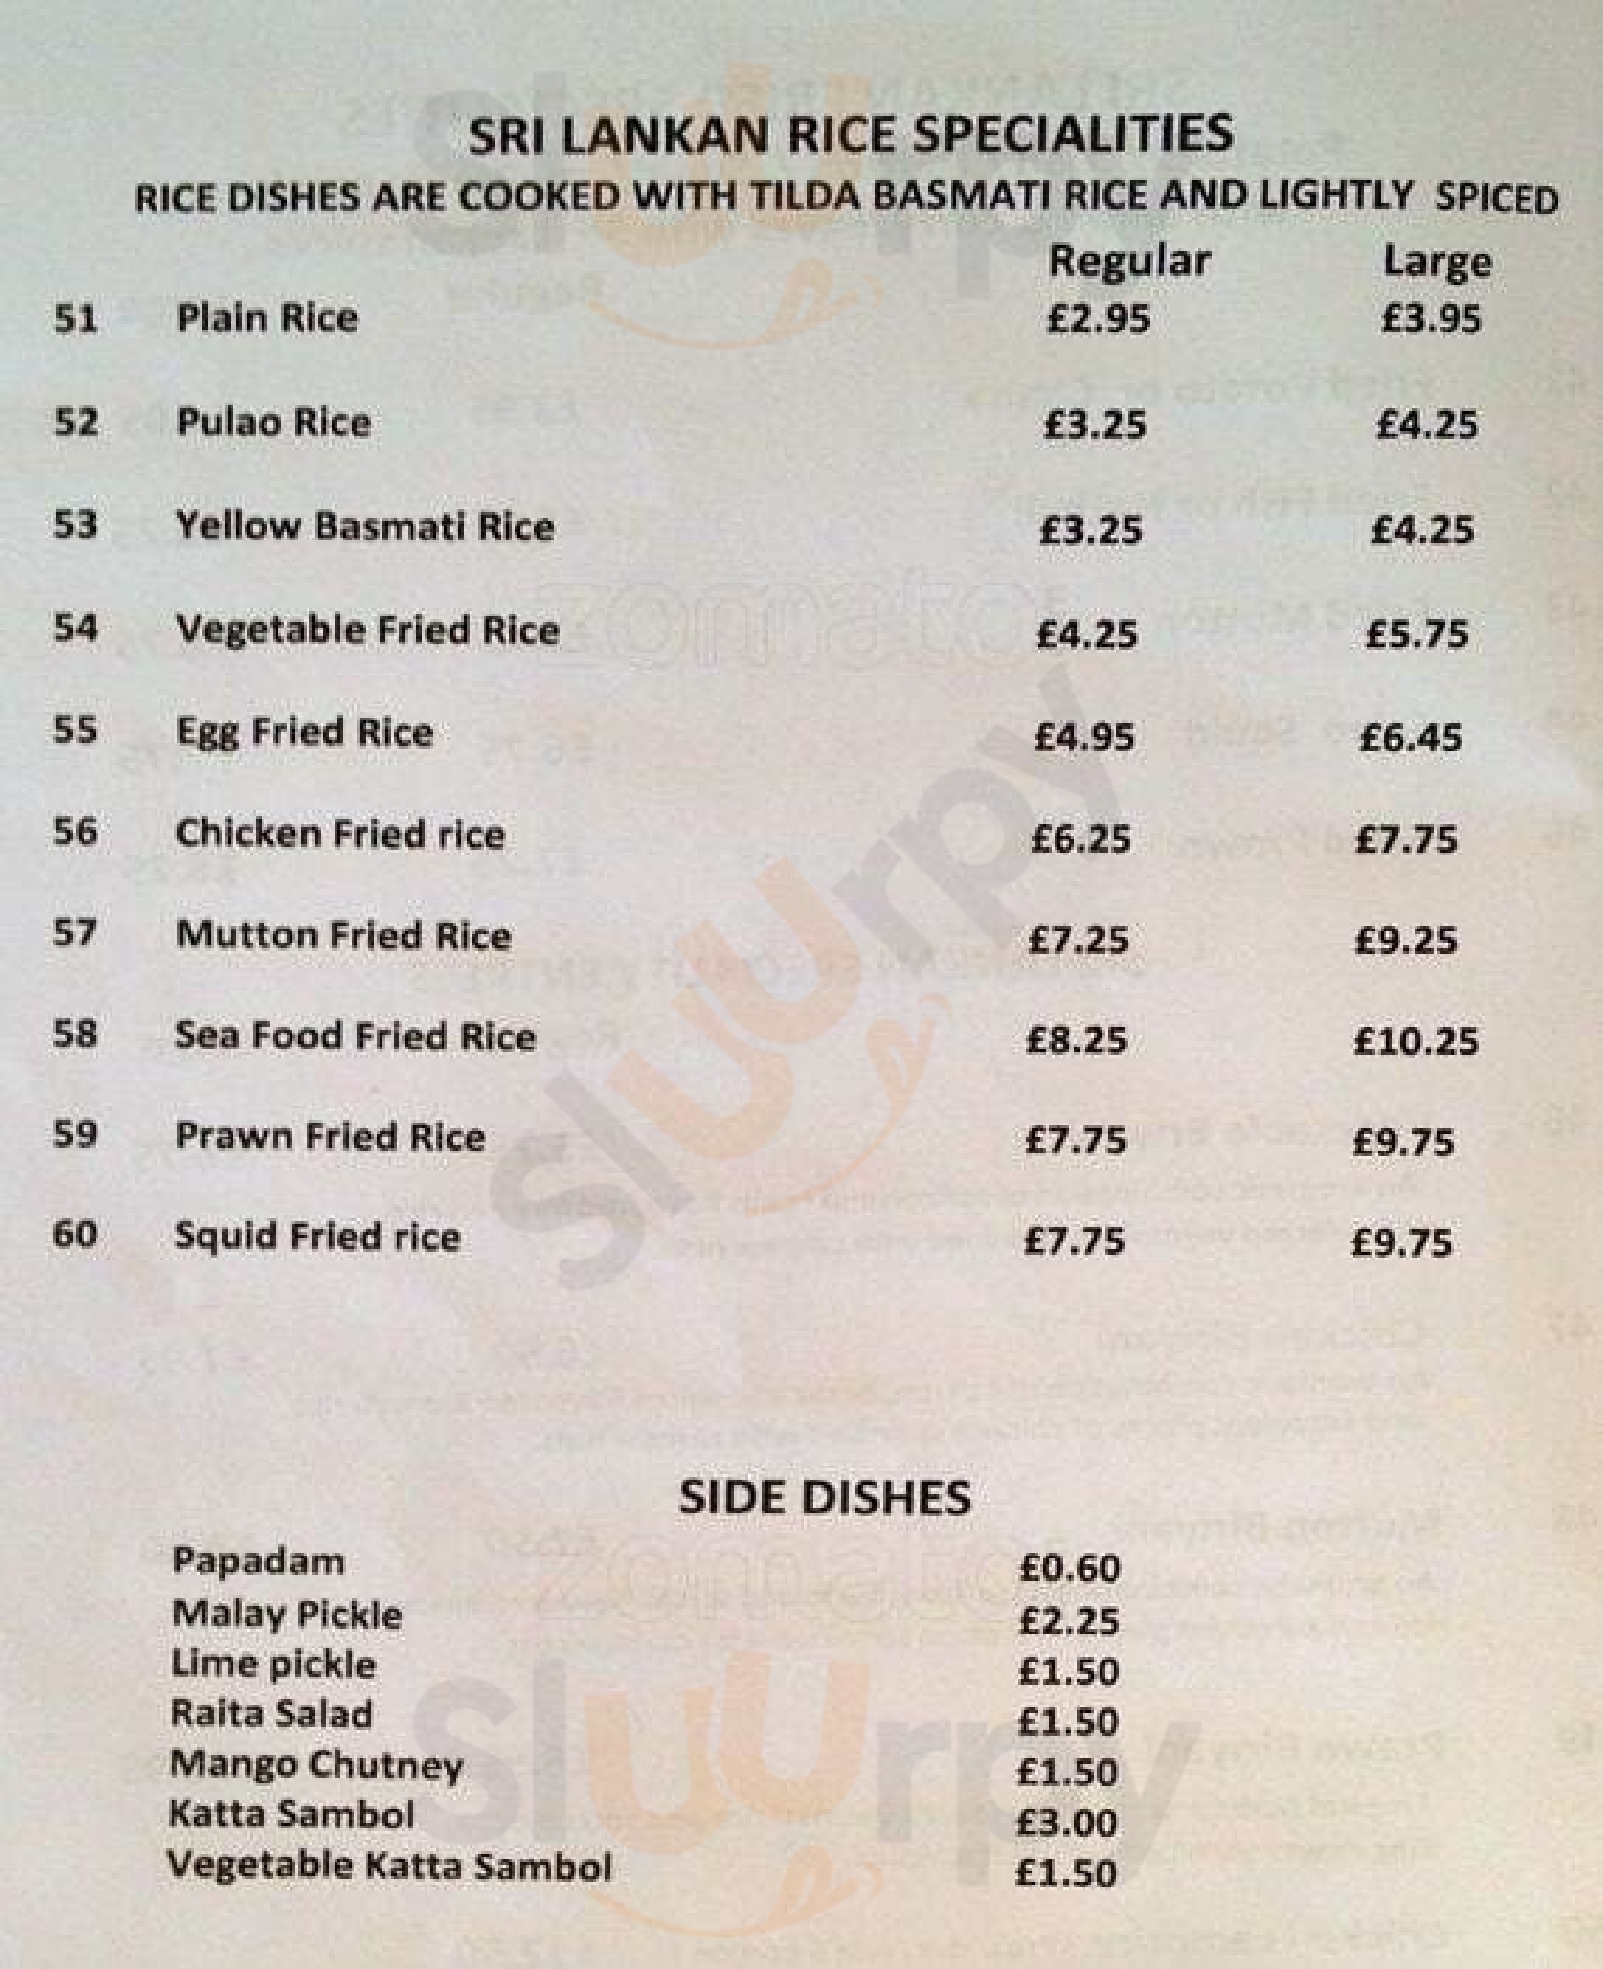 SRI LANKAN RICE SPECIALITIES
RICE DISHES ARE COOKED WITH TILDA BASMATI RICE AND LIGHTLY SPICED
Regular Large
51 Plain Rice £2.95 £3.95
52 Pulao Rice £3.25 £4.25
53 Yellow Basmati Rice £3.25 £4.25
54 Vegetable Fried Rice £4.25 £5.75
55 Egg Fried Rice £4.95 £6.45
56 Chicken Fried rice £6.25 £7.75
57 Mutton Fried Rice £7.25 £9.25
58 Sea Food Fried Rice £8.25 £10.25
59 Prawn Fried Rice £7.75 £9.75
60 Squid Fried rice £7.75 £9.75
SIDE DISHES
Papadam £0.60
Malay Pickle £2.25
Lime pickle £1.50
Raita Salad £1.50
Mango Chutney £1.50
Katta Sambol £3.00
Vegetable Katta Sambol £1.50
sluurpy
zomato
sluurpy
zomato
sluurpy